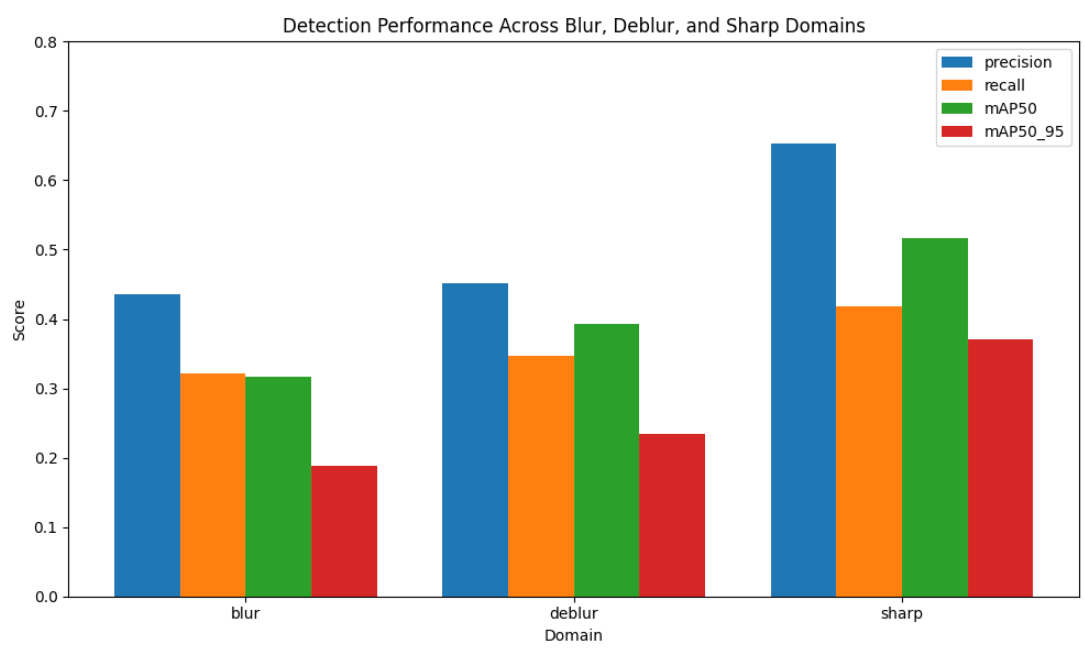 Detection Performance Across Blur, Deblur, and Sharp Domains
precision
recall
mAP50
mAP50_95
Score
0.8
0.7
0.6
0.5
0.4
0.3
0.2
0.1
0.0
blur
deblur
sharp
Domain